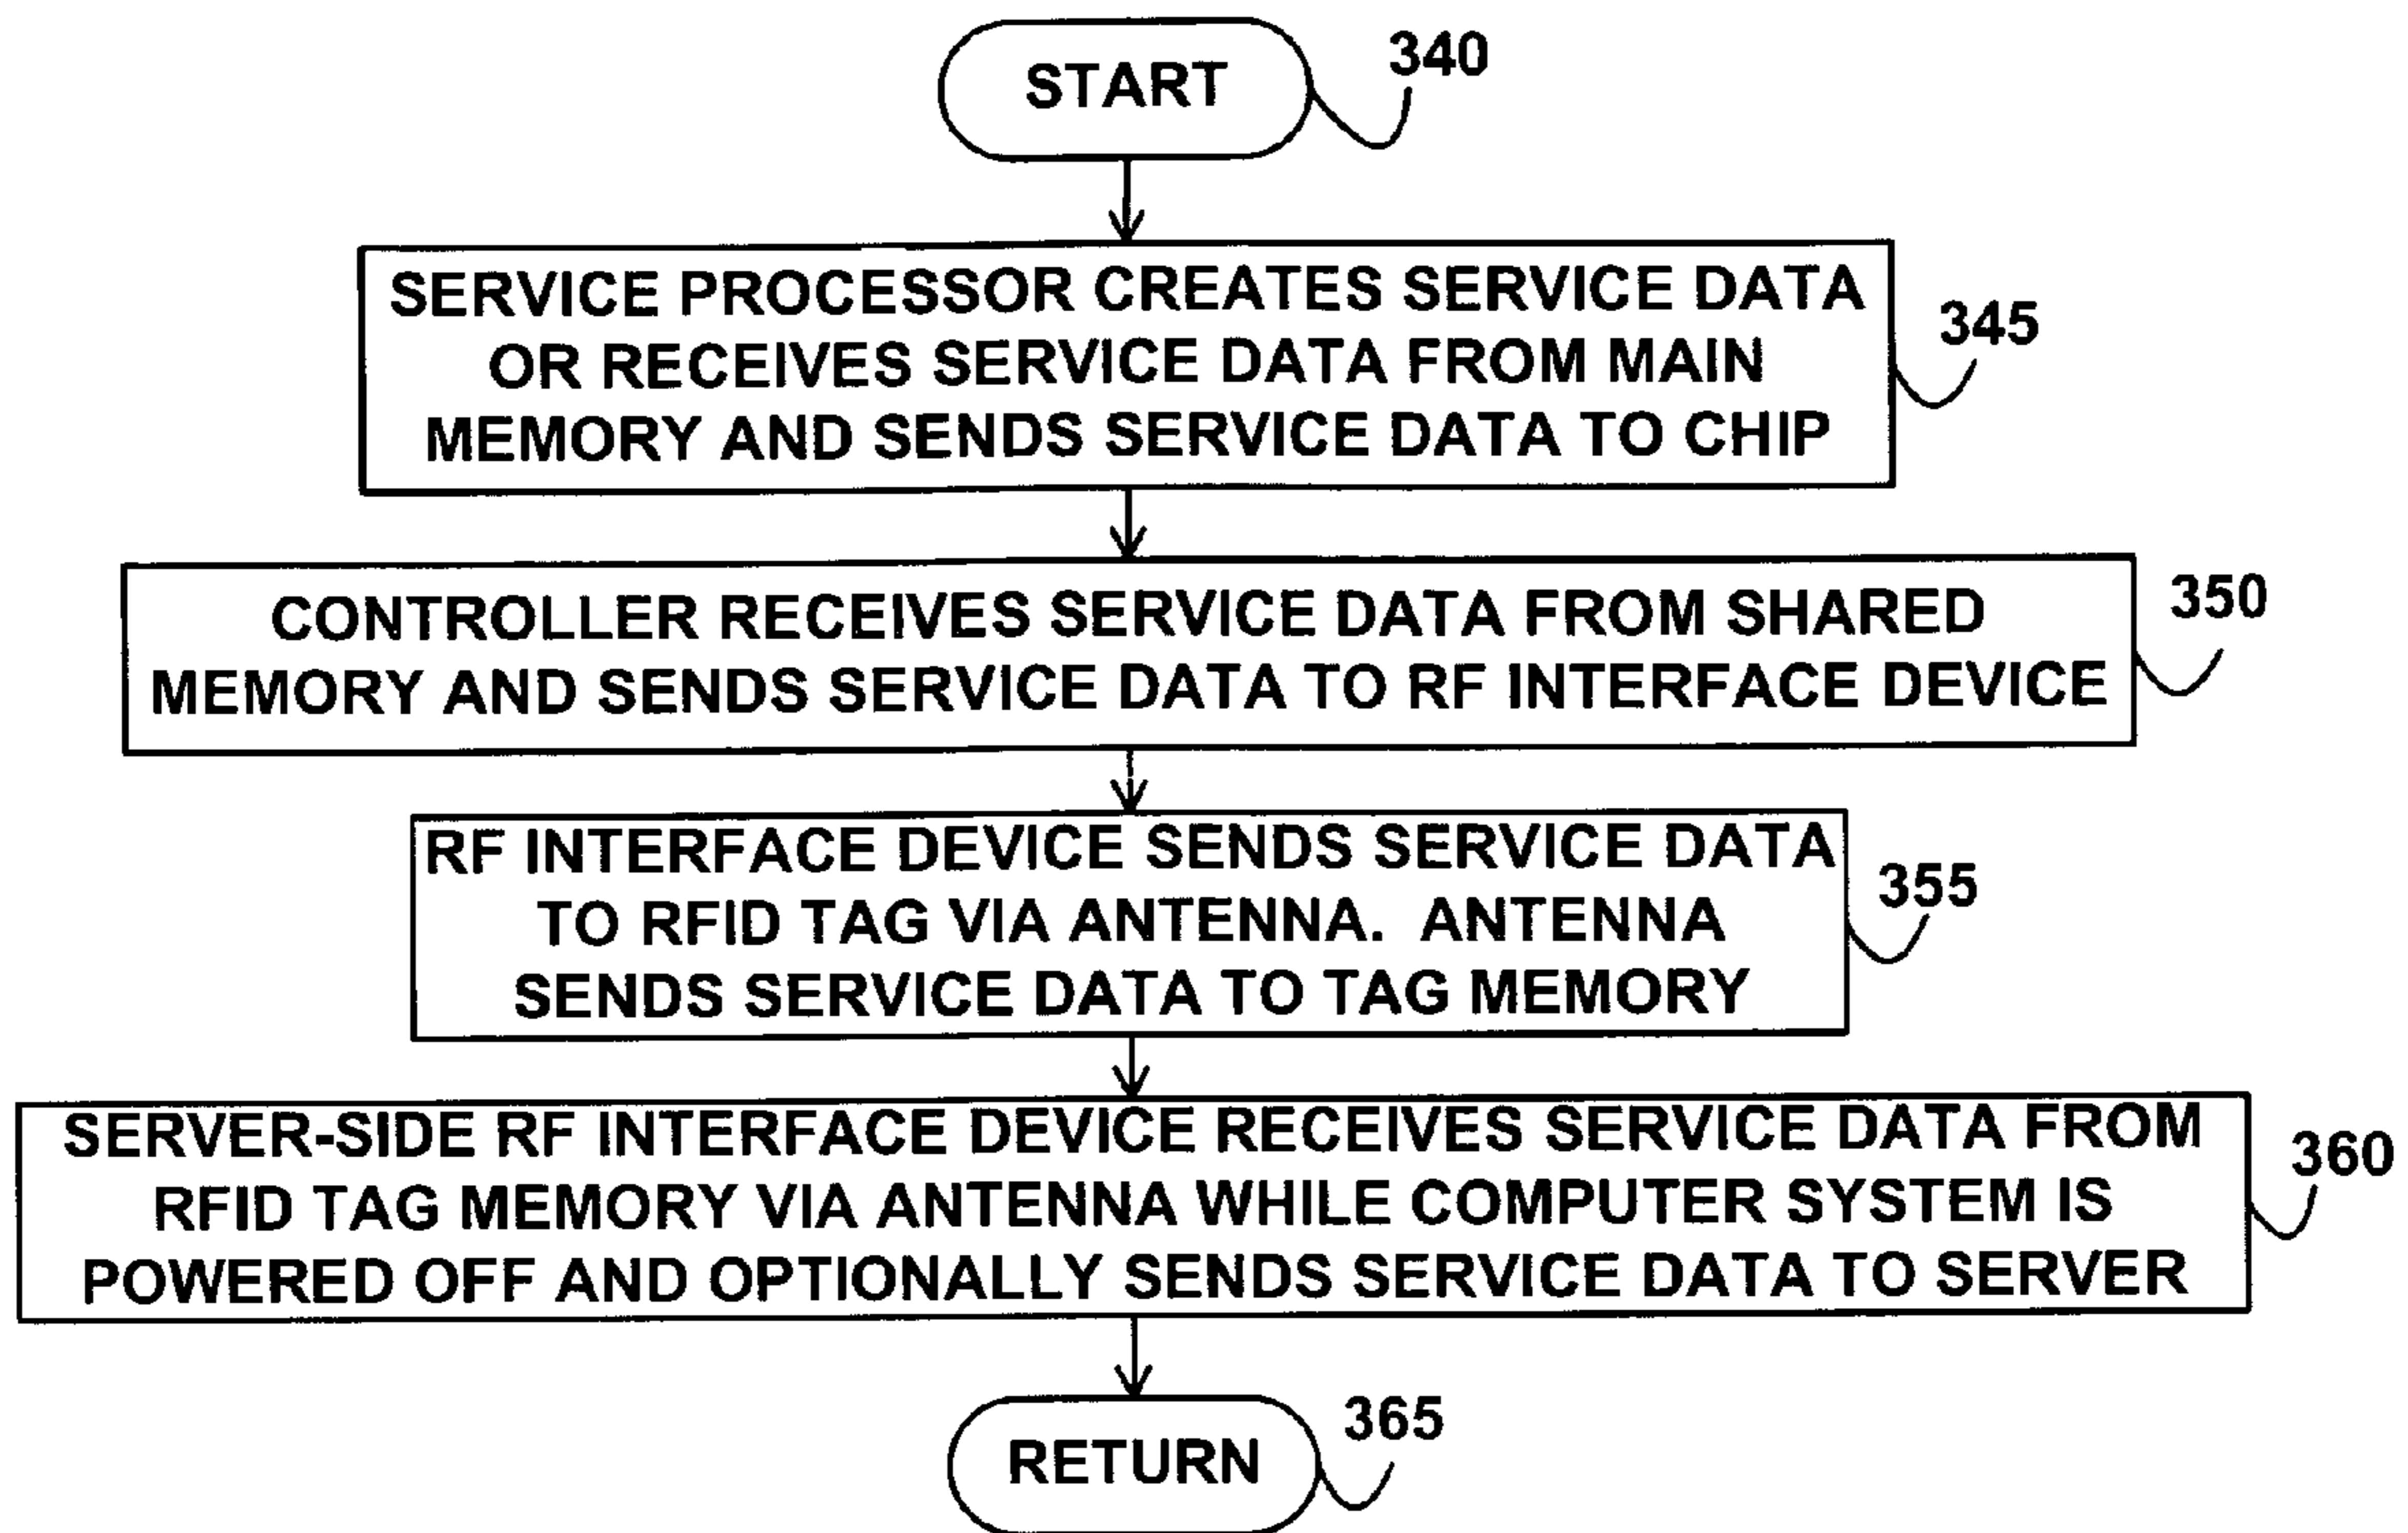 START
340
SERVICE PROCESSOR CREATES SERVICE DATA
OR RECEIVES SERVICE DATA FROM MAIN
MEMORY AND SENDS SERVICE DATA TO CHIP
345
CONTROLLER RECEIVES SERVICE DATA FROM SHARED
MEMORY AND SENDS SERVICE DATA TO RF INTERFACE DEVICE
350
RF INTERFACE DEVICE SENDS SERVICE DATA
TO RFID TAG VIA ANTENNA. ANTENNA
SENDS SERVICE DATA TO TAG MEMORY
355
SERVER-SIDE RF INTERFACE DEVICE RECEIVES SERVICE DATA FROM
RFID TAG MEMORY VIA ANTENNA WHILE COMPUTER SYSTEM IS
POWERED OFF AND OPTIONALLY SENDS SERVICE DATA TO SERVER
360
RETURN
365